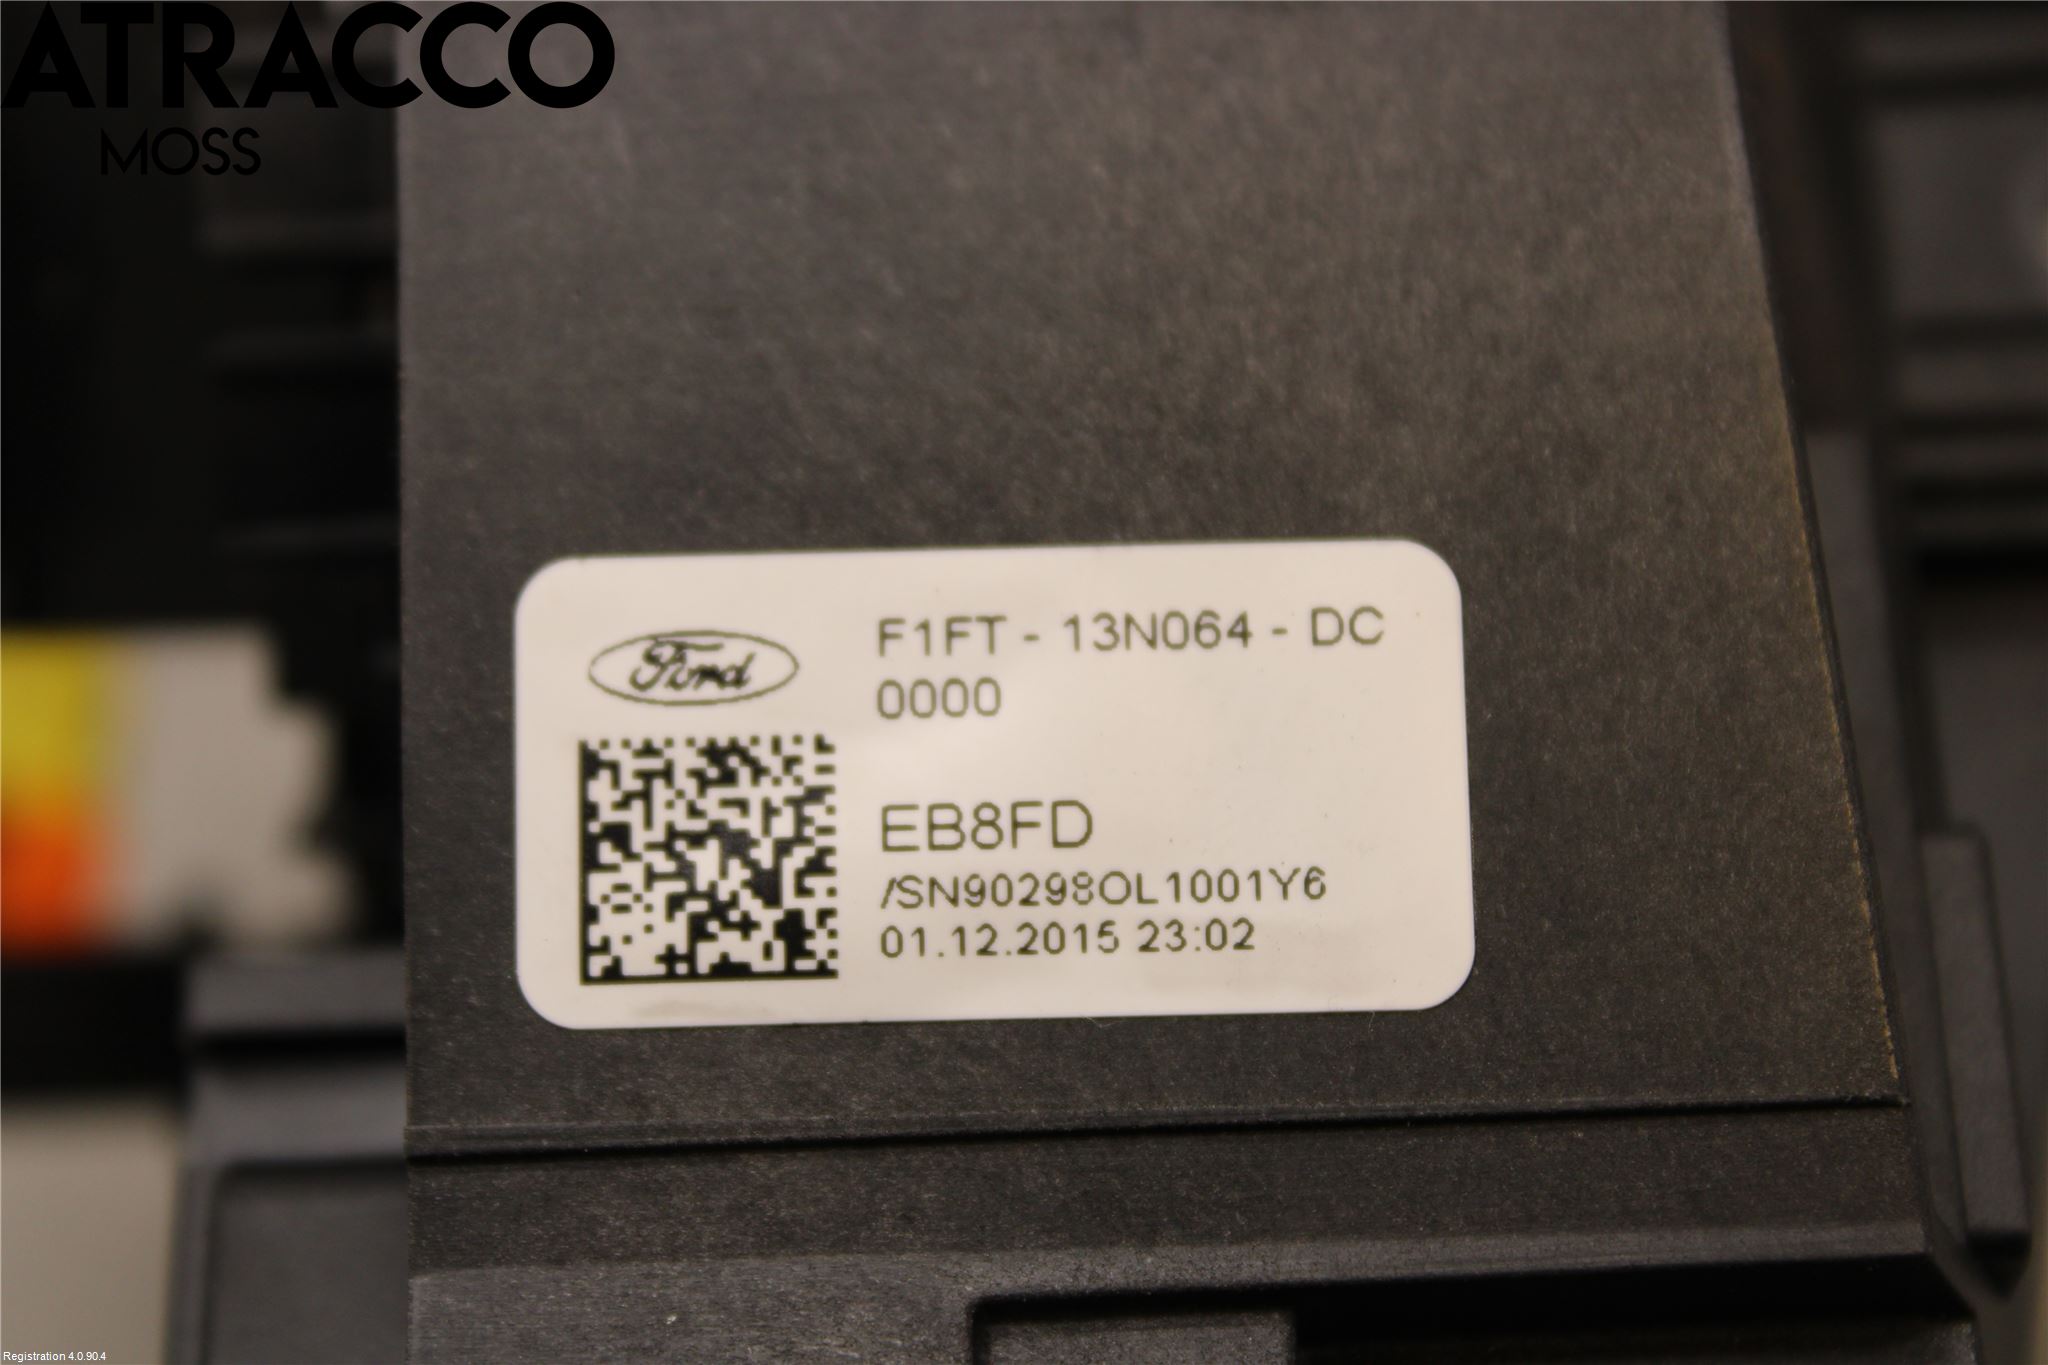 ATRACCO
MOSS
Ford
F1FT - 13N064 - DC
0000
EB8FD
/SN90298OL1001Y6
01.12.2015 23:02
Registration 4.0.90.4